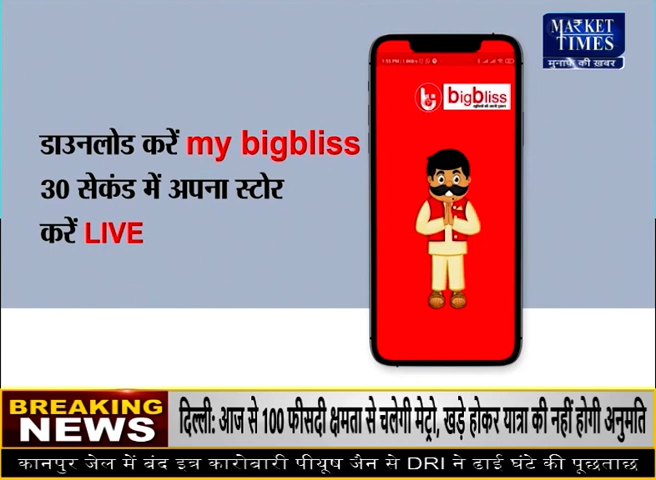 MARKET
TIMES
मुनाफे की ख़बर
bigbliss
डाउनलोड करें my bigbliss
30 सेकंड में अपना स्टोर
करें LIVE
BREAKING
NEWS
दिल्ली: आज से 100 फीसदी क्षमता से चलेगी मेट्रो, खड़े होकर यात्रा की नहीं होगी अनुमति
कानपुर जेल में बंद इत्र कारोबारी पीयूष जैन से DRI ने ढाई घंटे की पूछताछ